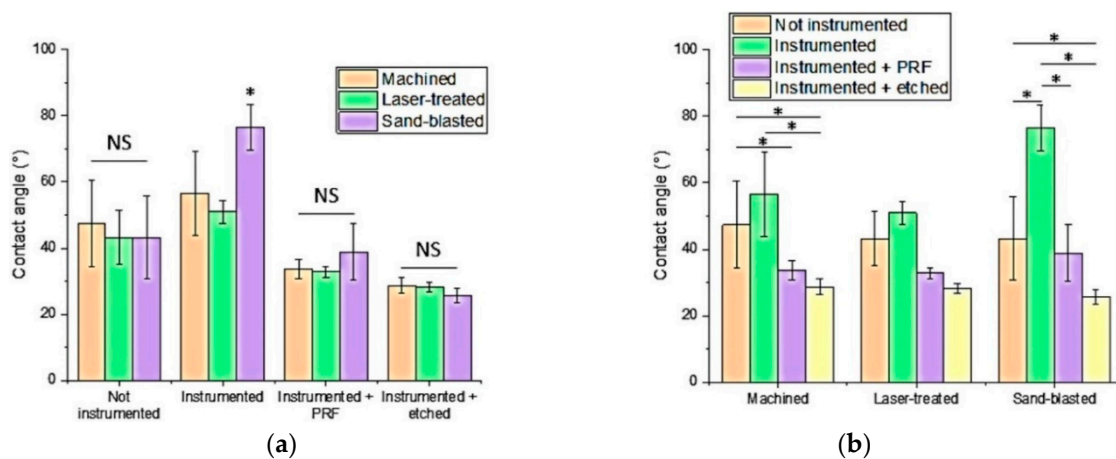 100
80
60
40
20
0
Contact angle (°)
Machined
Laser-treated
Sand-blasted
NS
*
NS
NS
Not
instrumented
Instrumented
Instrumented +
PRF
Instrumented +
etched
(a)
Not instrumented
Instrumented
Instrumented + PRF
Instrumented + etched
100
80
60
40
20
0
Contact angle (°)
*
*
*
*
*
*
*
Machined
Laser-treated
Sand-blasted
(b)